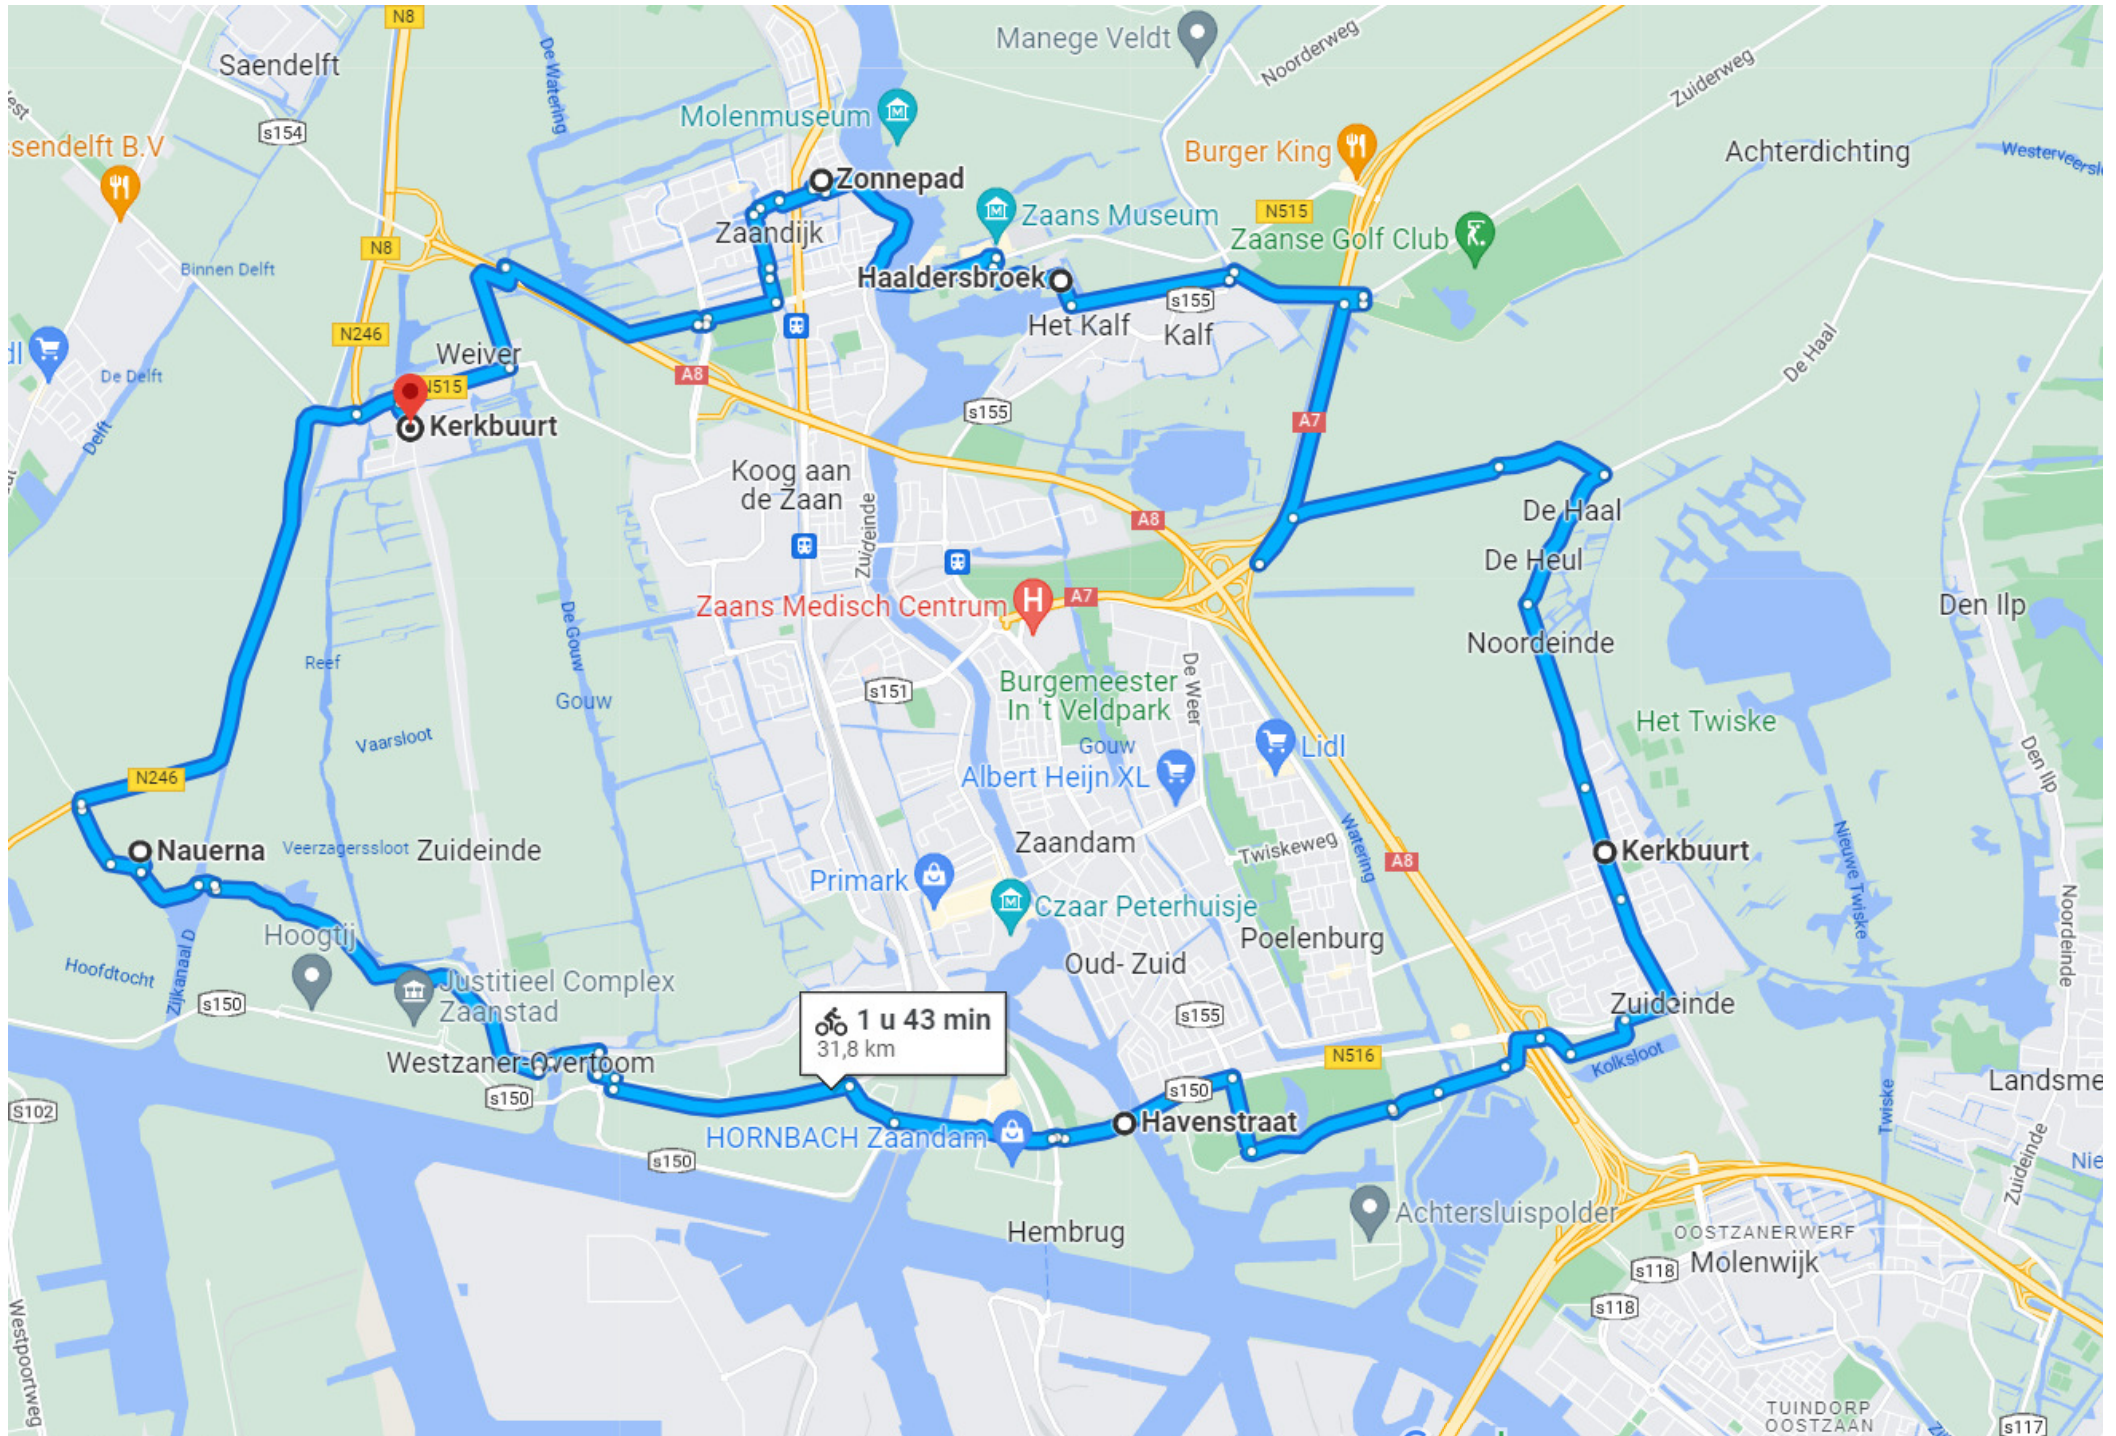 N8
Saendelft
De Watering
Manege Veldt
Noorderweg
Zuiderweg
s154
Molenmuseum
Burger King
Achterdichting
ssendelft B.V
Zonnepad
N515
Zaans Museum
Zaandijk
Zaanse Golf Club
N8
Binnen Delft
Haaldersbroek
s155
Het Kalf
Kalf
N246
Weiver
De Haal
De Delft
A8
N515
s155
A7
Kerkbuurt
Delft
Koog aan
de Zaan
Zuideinde
A8
De Haal
De Heul
Zaans Medisch Centrum
A7
Den Ilp
De Gouw
Noordeinde
Reef
s151
Burgemeester
In 't Veldpark
De Weer
Gouw
Het Twiske
Vaarsloot
Gouw
Lidl
Den Ilp
N246
Albert Heijn XL
Nauerna
Veerzagerssloot
Zuideinde
Zaandam
Twiskeweg
Watering
A8
Kerkbuurt
Nieuwe Twiske
Primark
Czaar Peterhuisje
Noordeinde
Hoogtij
Poelenburg
Oud- Zuid
Hoofdtocht
Zijkanaal D
Justitieel Complex
Zaanstad
s150
Zuideinde
1 u 43 min
31,8 km
s155
Westzaner-Overtoom
N516
Kolksloot
s150
s150
Landsme
S102
Twiske
Havenstraat
HORNBACH Zaandam
s150
Zuideinde
Nie
Achtersluispolder
Hembrug
OOSTZANERWERF
Molenwijk
s118
s118
Westpoortweg
TUINDORP
OOSTZAAN
s117